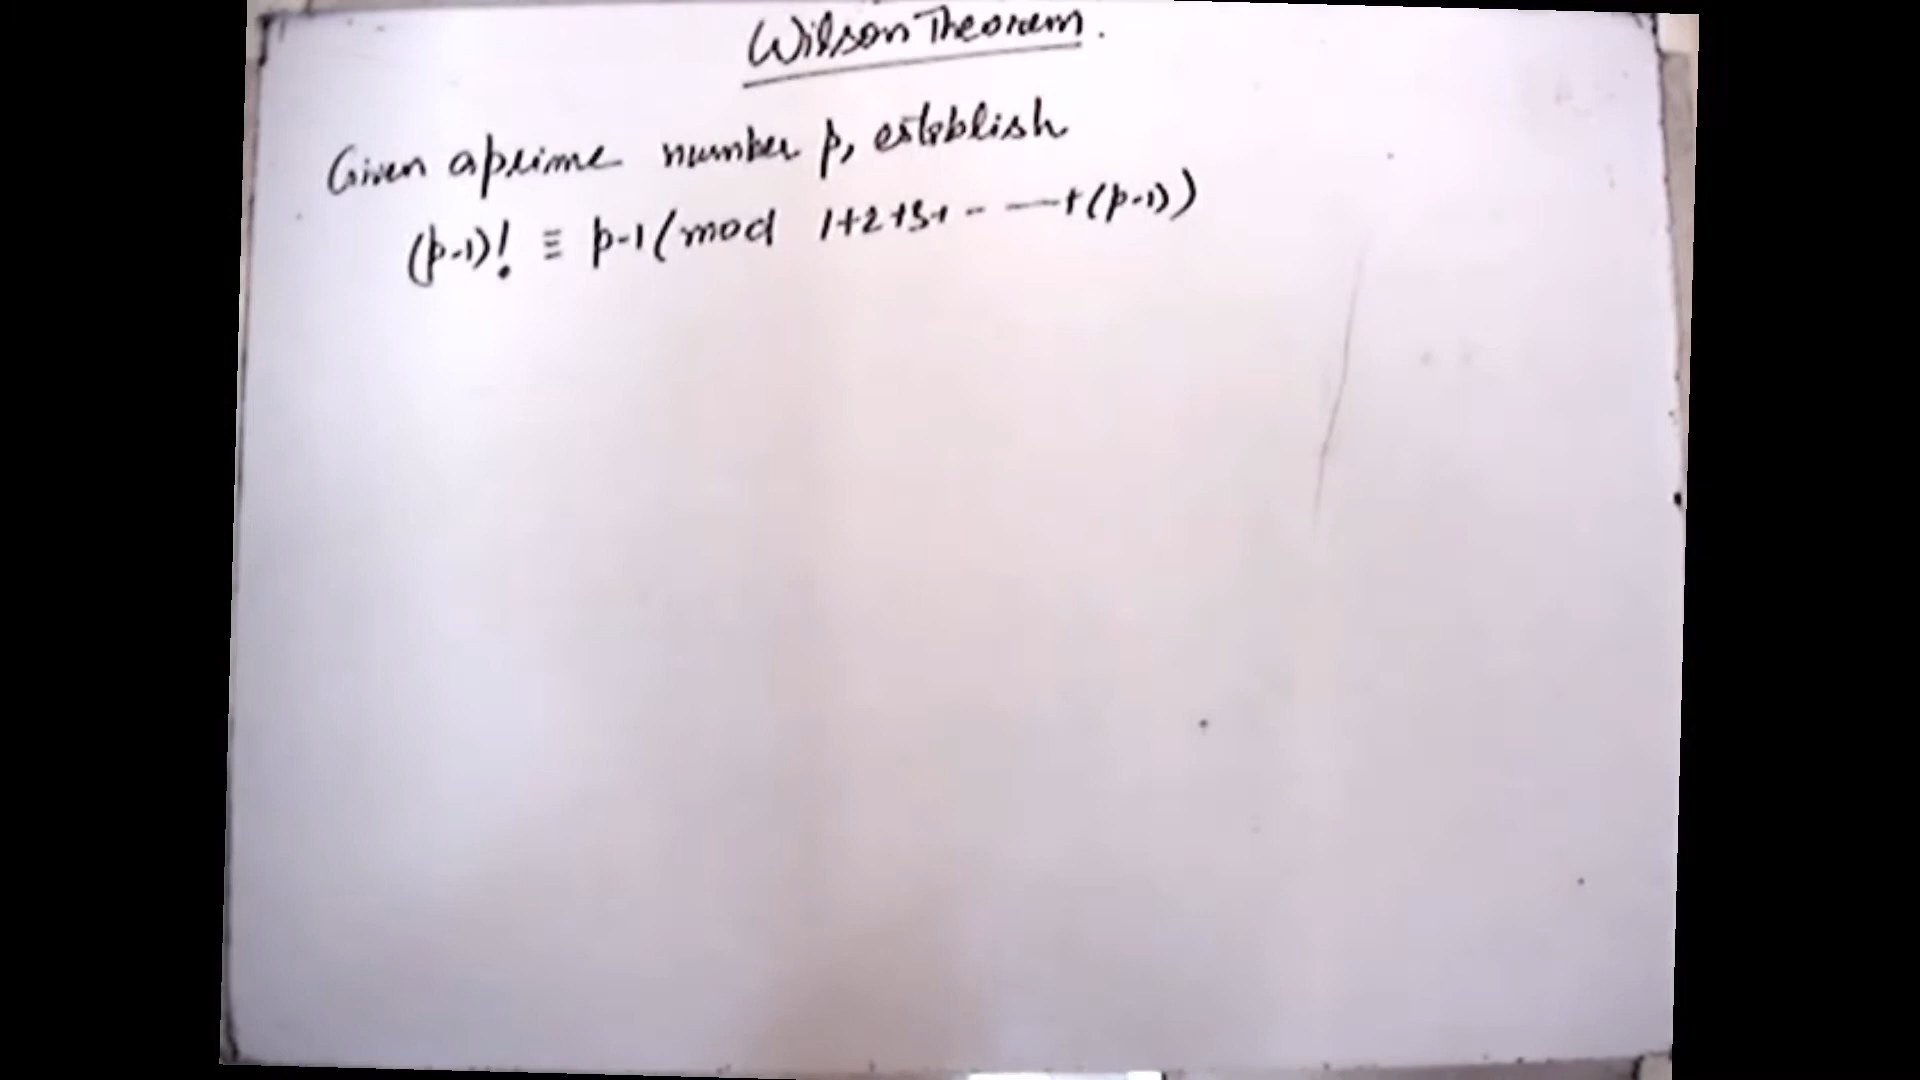 Wilson Theorem.
Given a prime number p, establish
(p-1)! ≡ p-1 (mod 1+2+3+ - —+(p-1))